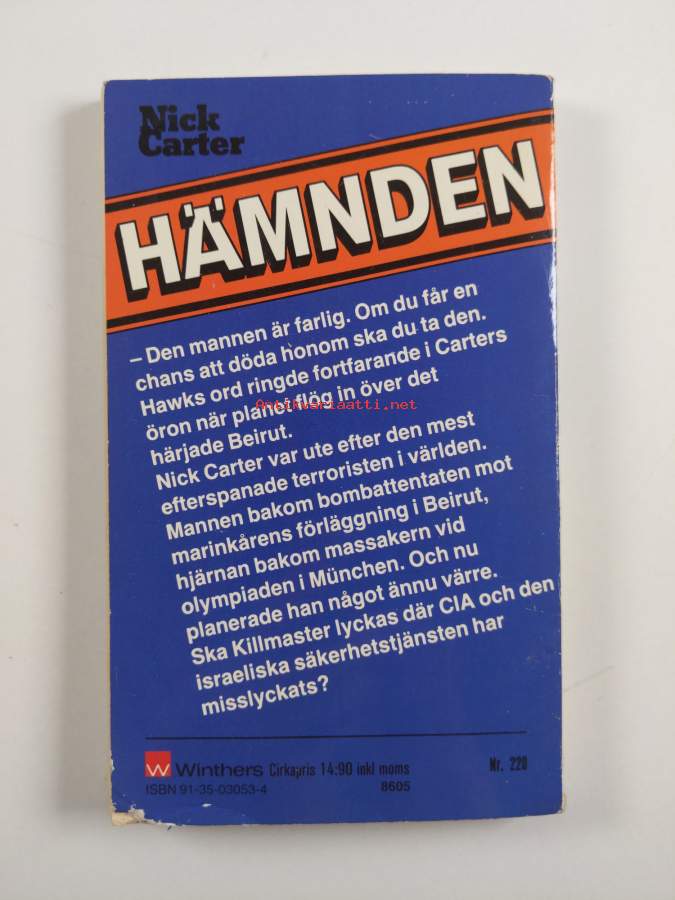 Nick
Carter
HÄMNDEN
– Den mannen är farlig. Om du får en
chans att döda honom ska du ta den.
Hawks ord ringde fortfarande i Carters
öron när planet flög in över det
Antikvariaatti.net
härjade Beirut.
Nick Carter var ute efter den mest
efterspanade terroristen i världen.
Mannen bakom bombattentaten mot
marinkårens förläggning i Beirut,
hjärnan bakom massakern vid
olympiaden i München. Och nu
planerade han något ännu värre.
Ska Killmaster lyckas där CIA och den
israeliska säkerhetstjänsten har
misslyckats?
W Winthers Cirkapris 14:90 inkl moms Nr. 220
ISBN 91-35-03053-4 8605